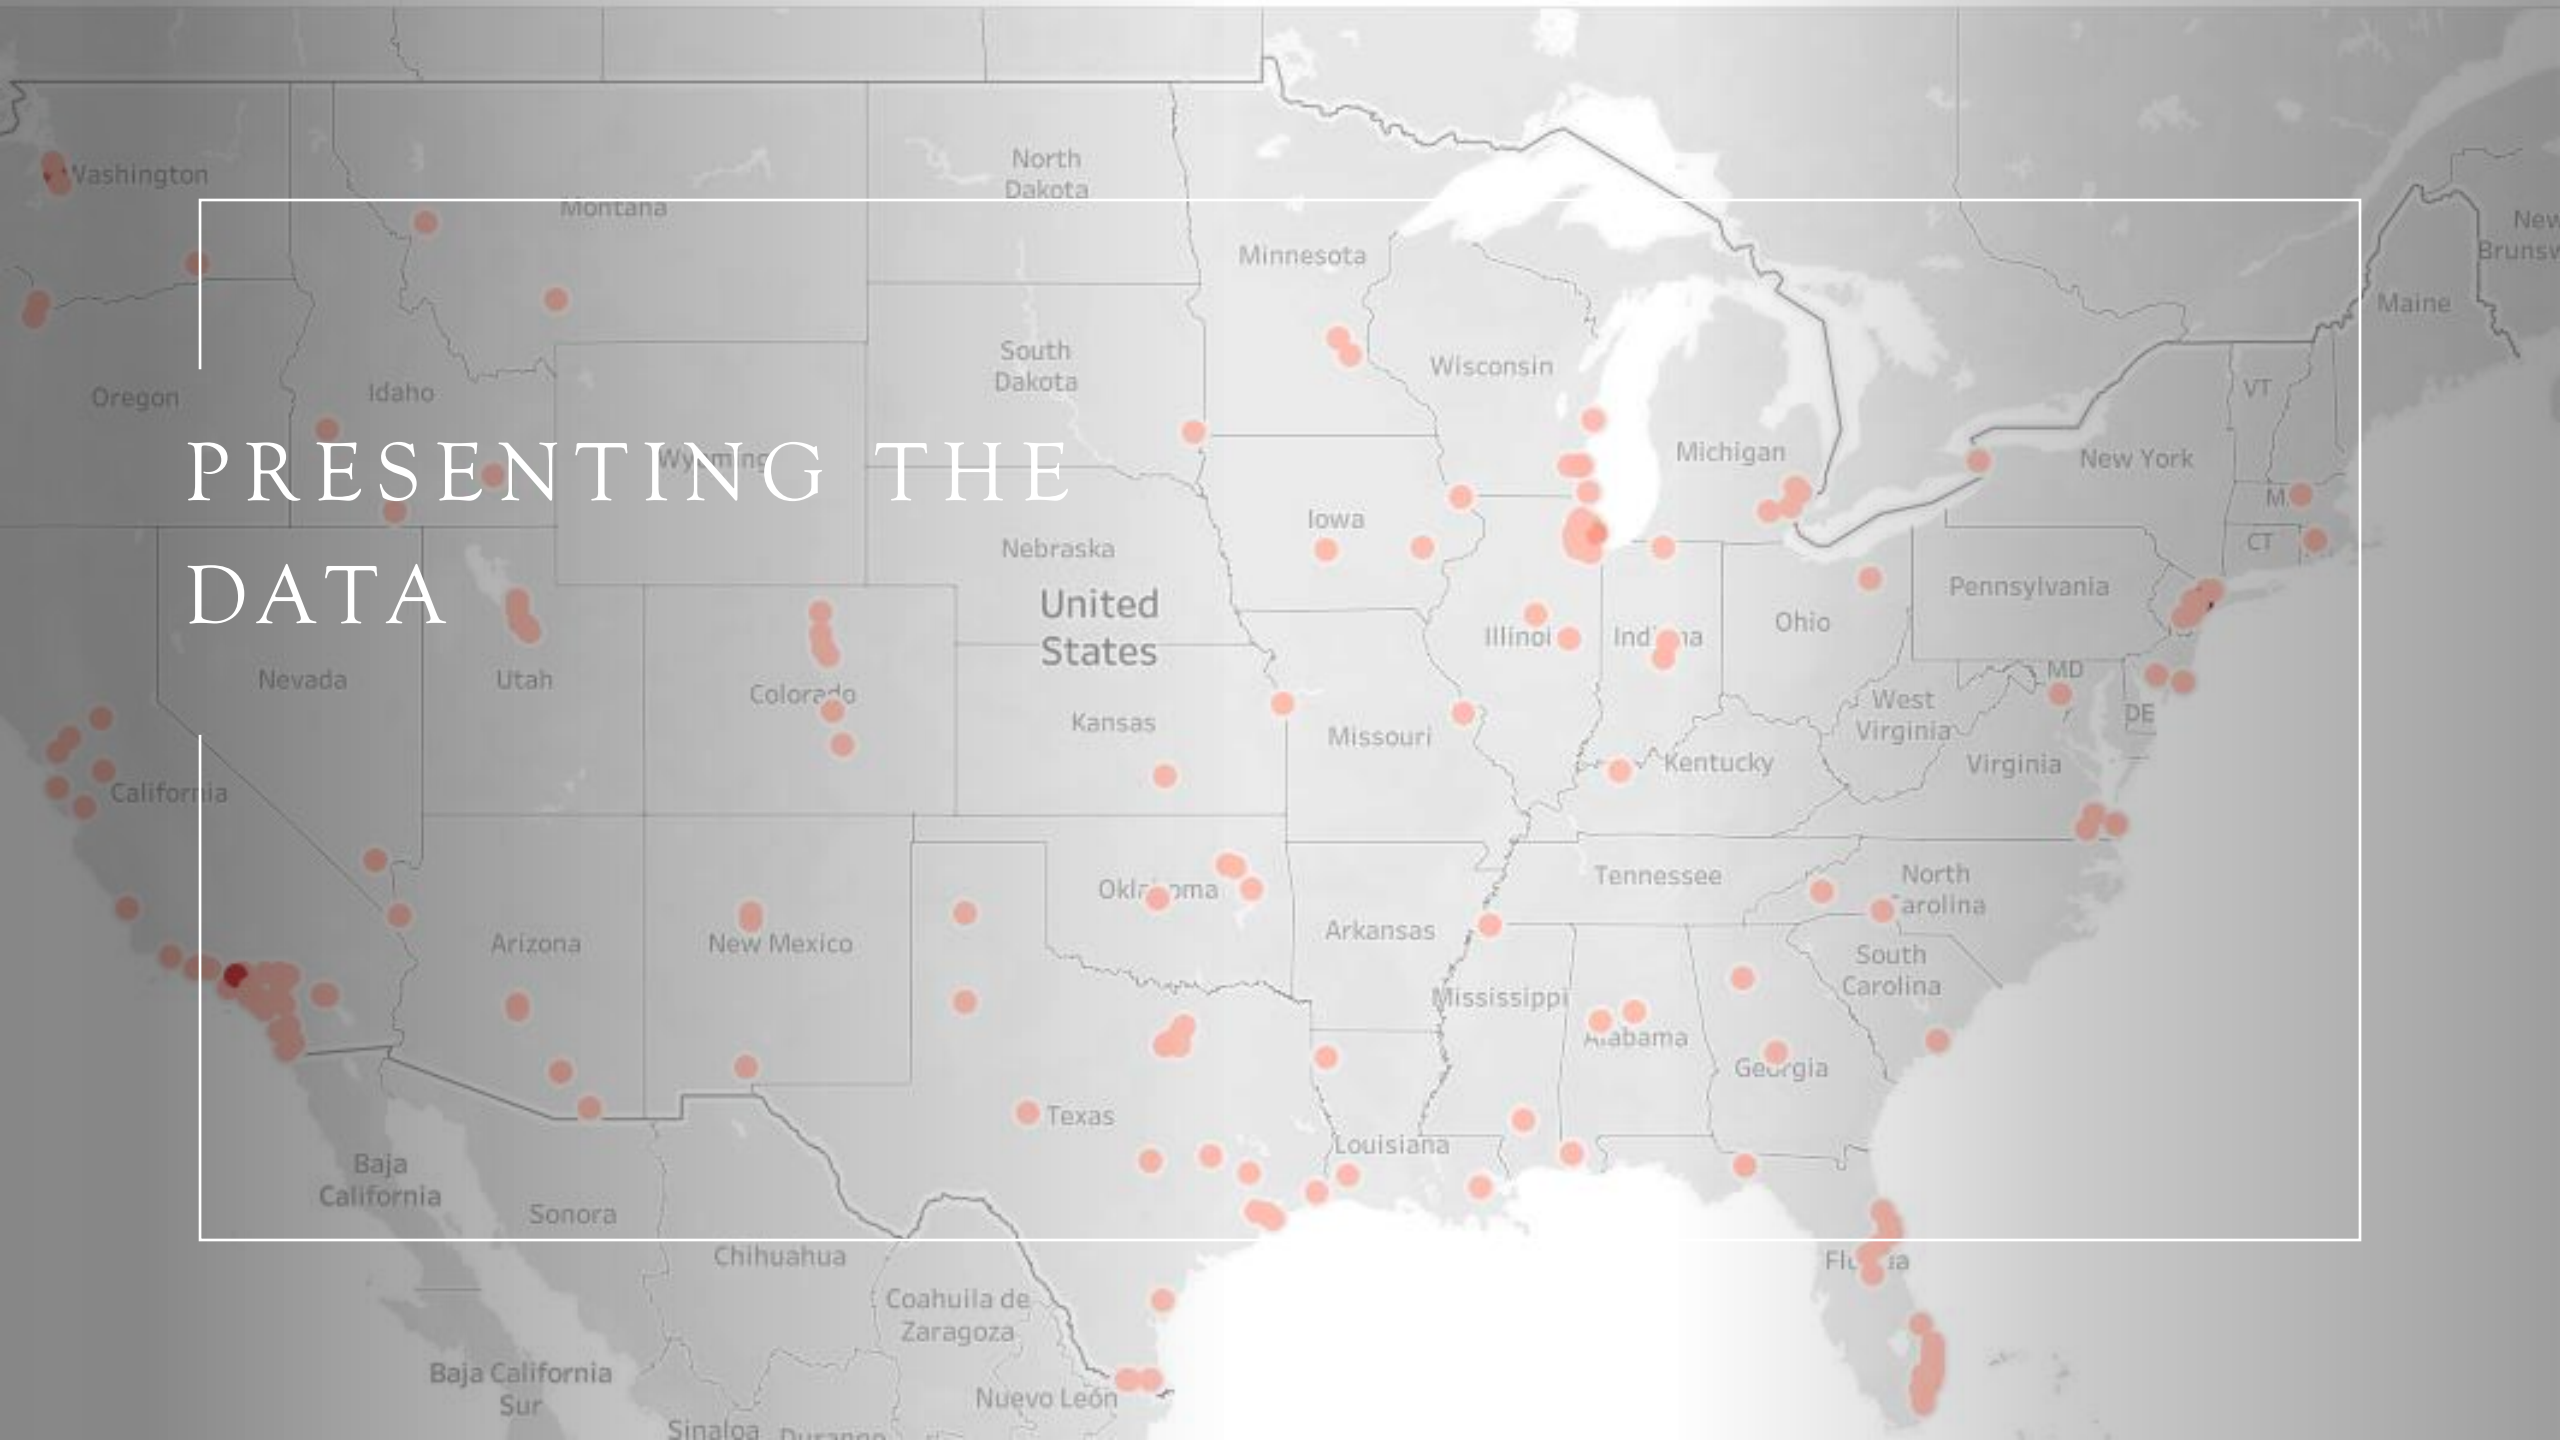 PRESENTING THE
DATA
Washington
Montana
North
Dakota
Minnesota
New
Maine
South
Dakota
Wisconsin
Oregon
Idaho
Wyoming
Michigan
New York
VT
CT
Iowa
Nebraska
United
States
Pennsylvania
Ohio
Nevada
Utah
Colorado
Kansas
Missouri
MD
West
Virginia
DE
Kentucky
Virginia
California
Tennessee
North
Arizona
New Mexico
Arkansas
South
Carolina
Mississippi
Georgia
Texas
Louisiana
Baja
California
Sonora
Chihuahua
Coahuila de
Zaragoza
Baja California
Sur
Nuevo León
Sinaloa